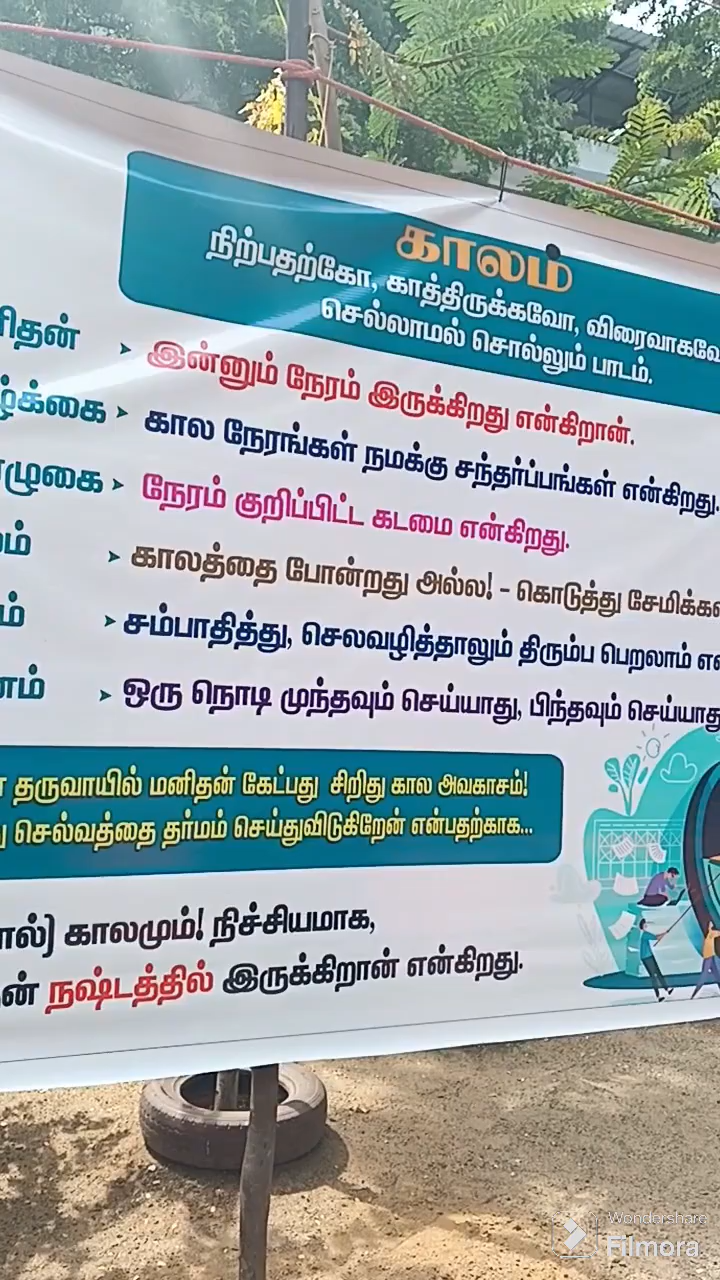 காலம்
நிற்பதற்கோ, காத்திருக்கவோ, விரைவாகவோ
செல்லாமல் சொல்லும் பாடம்.
➤ இன்னும் நேரம் இருக்கிறது என்கிறான்.
➤ கால நேரங்கள் நமக்கு சந்தர்ப்பங்கள் என்கிறது.
➤ நேரம் குறிப்பிட்ட கடமை என்கிறது.
➤ காலத்தை போன்றது அல்ல! - கொடுத்து
➤ சம்பாதித்து, செலவழித்தாலும் திரும்ப பெறலாம்
➤ ஒரு நொடி முந்தவும் செய்யாது, பிந்தவும் செய்யாது
தருவாயில் மனிதன் கேட்பது சிறிது கால அவகாசம்!
செல்வத்தை தர்மம் செய்துவிடுகிறேன் என்பதற்காக...
காலமும்! நிச்சியமாக,
நஷ்டத்தில் இருக்கிறான் என்கிறது.
Wondershare
Filmora